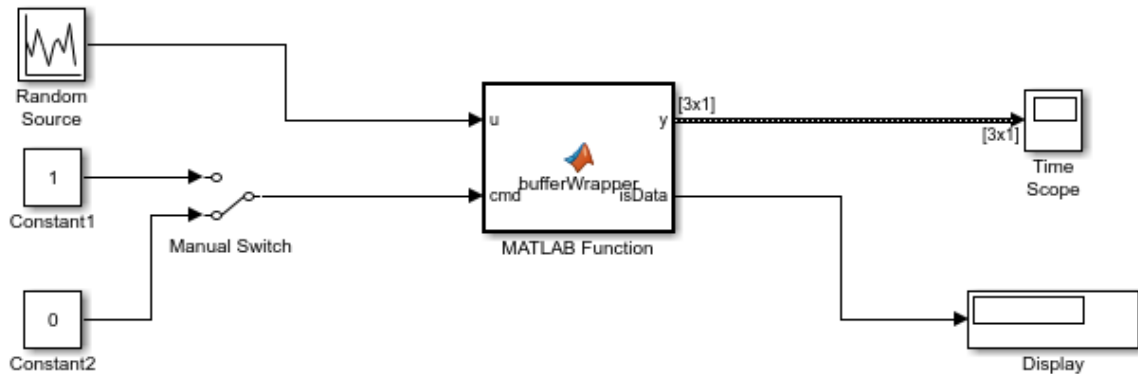 Random
Source
1
Constant1
Manual Switch
0
Constant2
u
y
bufferWrapper
cmd
isData
MATLAB Function
[3x1]
[3x1]
Time
Scope
Display